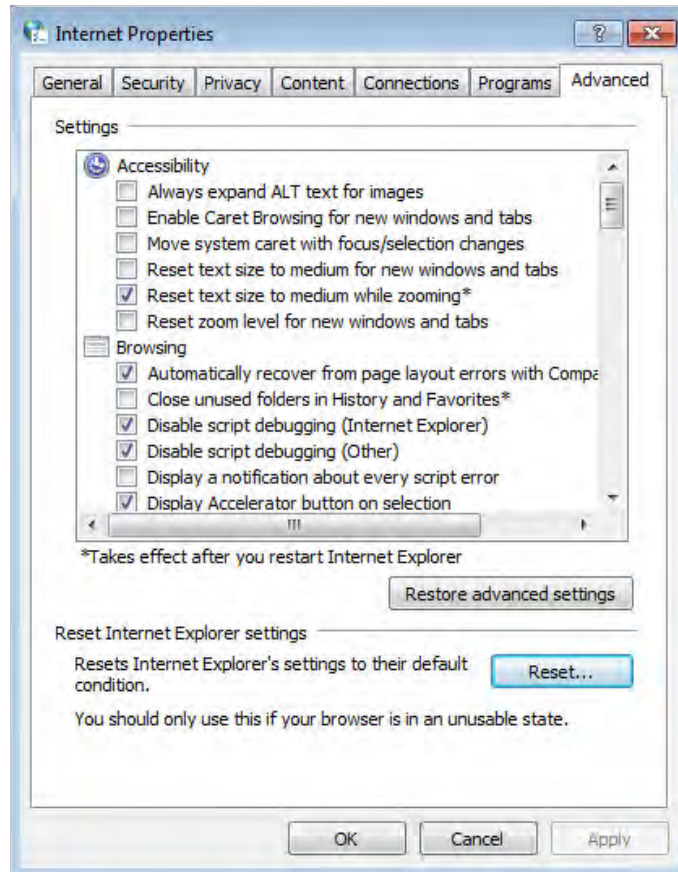 Internet Properties
General Security Privacy Content Connections Programs Advanced
Settings
Accessibility
Always expand ALT text for images
Enable Caret Browsing for new windows and tabs
Move system caret with focus/selection changes
Reset text size to medium for new windows and tabs
Reset text size to medium while zooming*
Reset zoom level for new windows and tabs
Browsing
Automatically recover from page layout errors with Compa
Close unused folders in History and Favorites*
Disable script debugging (Internet Explorer)
Disable script debugging (Other)
Display a notification about every script error
Display Accelerator button on selection
*Takes effect after you restart Internet Explorer
Restore advanced settings
Reset Internet Explorer settings
Resets Internet Explorer's settings to their default
condition.
Reset...
You should only use this if your browser is in an unusable state.
OK Cancel Apply